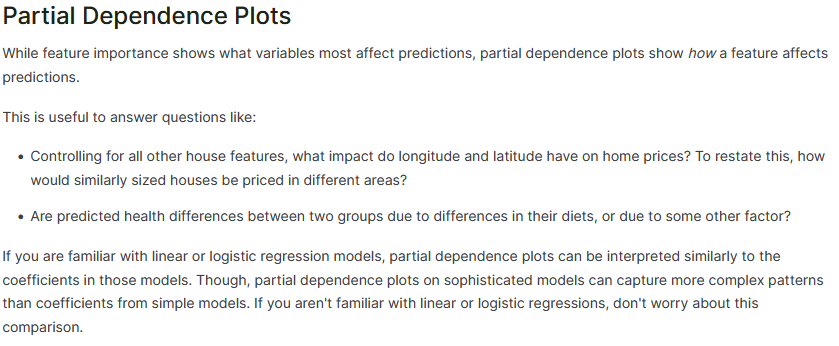 Partial Dependence Plots
While feature importance shows what variables most affect predictions, partial dependence plots show how a feature affects
predictions.
This is useful to answer questions like:
• Controlling for all other house features, what impact do longitude and latitude have on home prices? To restate this, how
would similarly sized houses be priced in different areas?
• Are predicted health differences between two groups due to differences in their diets, or due to some other factor?
If you are familiar with linear or logistic regression models, partial dependence plots can be interpreted similarly to the
coefficients in those models. Though, partial dependence plots on sophisticated models can capture more complex patterns
than coefficients from simple models. If you aren't familiar with linear or logistic regressions, don't worry about this
comparison.